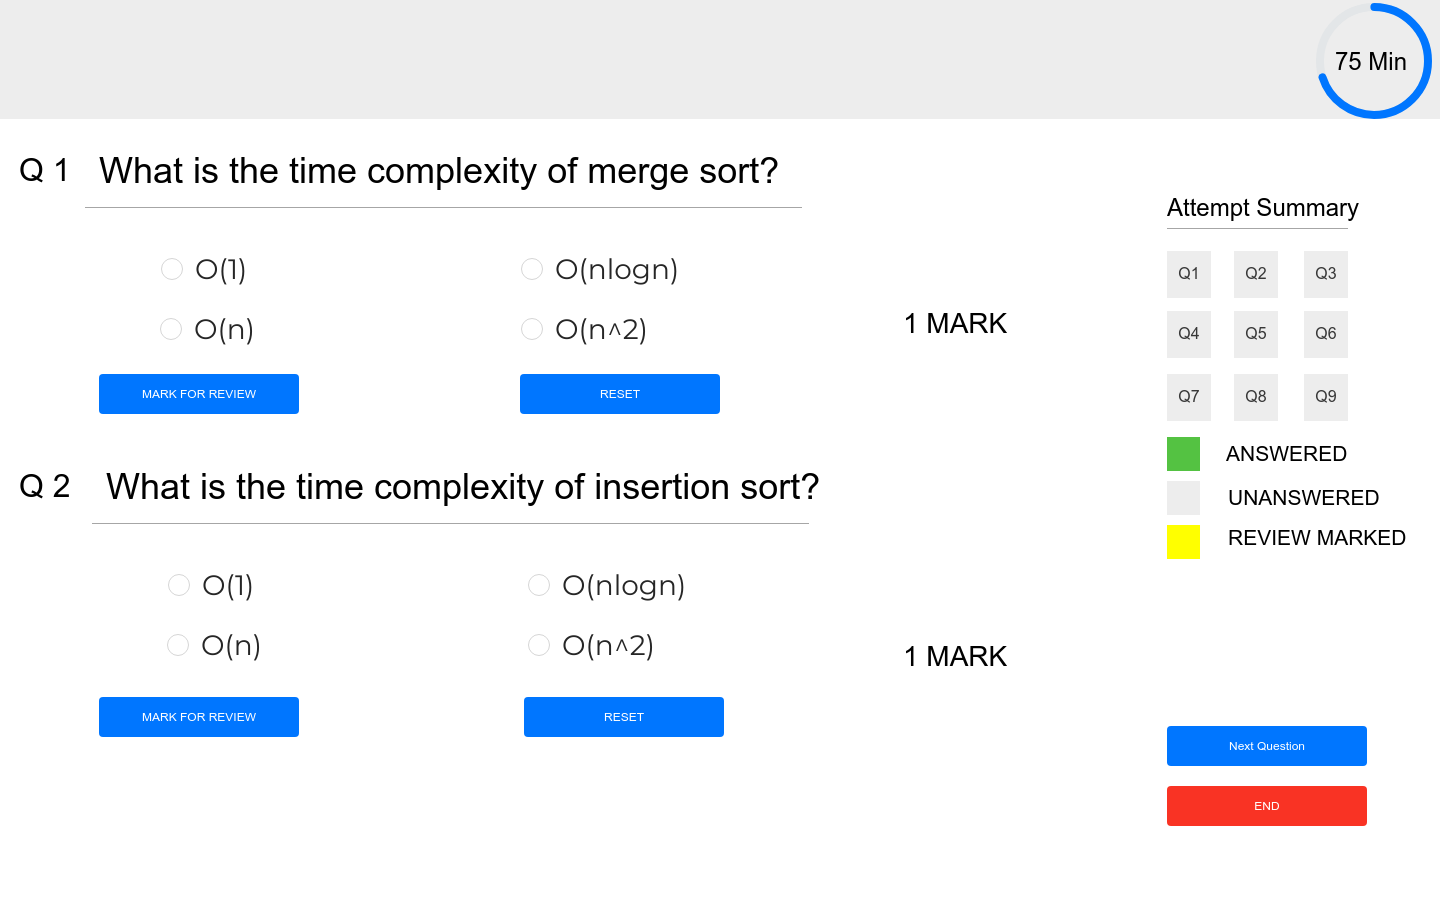 75 Min
Q 1 What is the time complexity of merge sort?
O(1) O(nlogn)
O(n) O(n^2)
1 MARK
MARK FOR REVIEW RESET
Q 2 What is the time complexity of insertion sort?
O(1) O(nlogn)
O(n) O(n^2)
1 MARK
MARK FOR REVIEW RESET
Attempt Summary
Q1 Q2 Q3
Q4 Q5 Q6
Q7 Q8 Q9
ANSWERED
UNANSWERED
REVIEW MARKED
Next Question
END